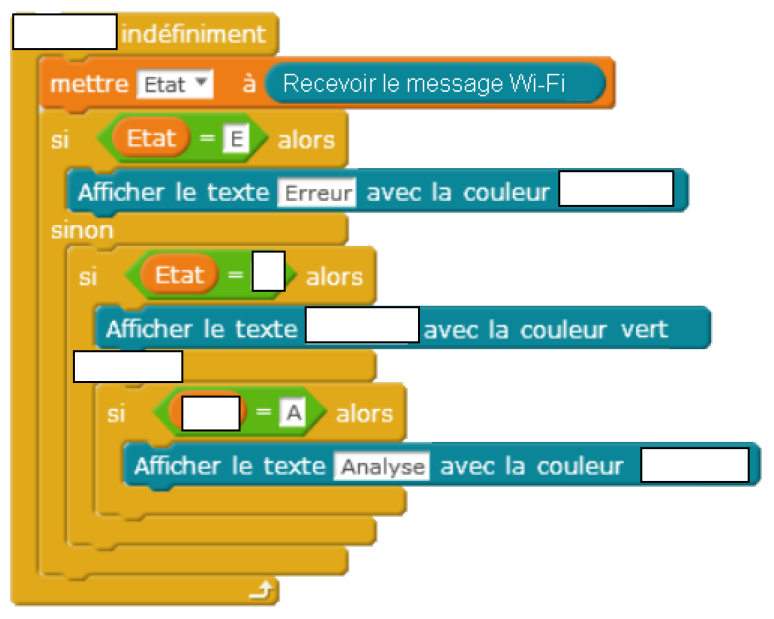 indéfiniment
mettre Etat à Recevoir le message Wi-Fi
si Etat = E alors
Afficher le texte Erreur avec la couleur
sinon
si Etat = alors
Afficher le texte avec la couleur vert
si = A alors
Afficher le texte Analyse avec la couleur